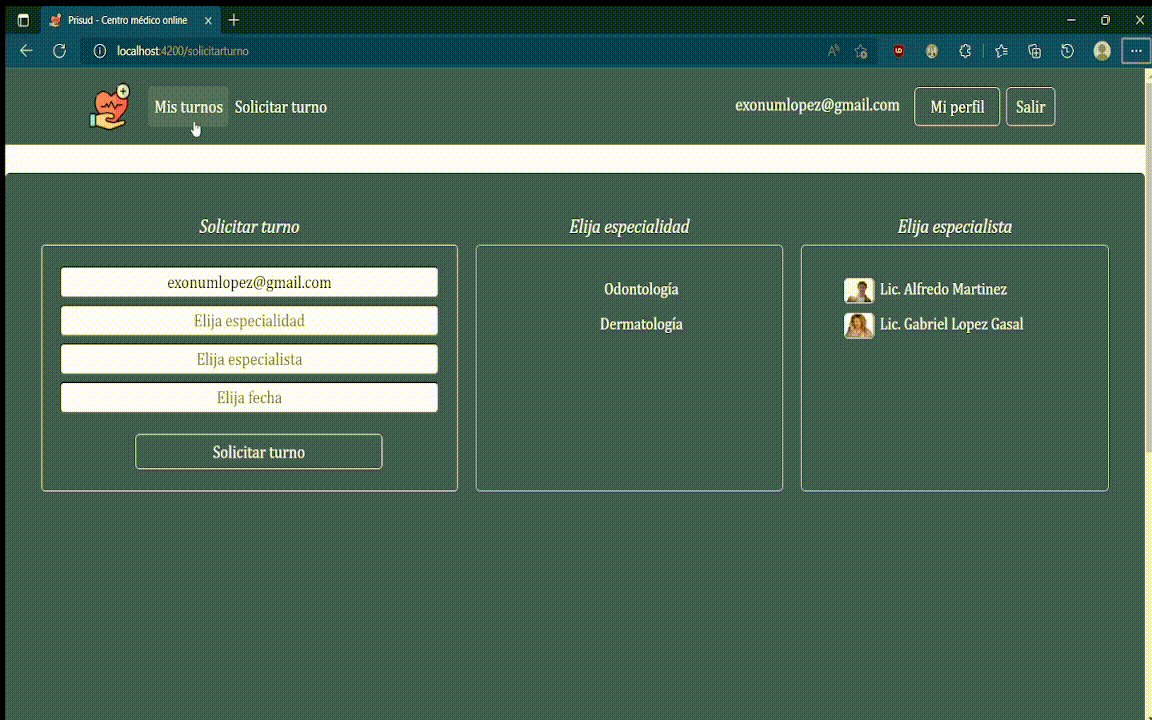 Prisud - Centro médico online
localhost:4200/solicitarturno
Mis turnos
Solicitar turno
exonumlopez@gmail.com
Mi perfil
Salir
Solicitar turno
exonumlopez@gmail.com
Elija especialidad
Elija especialista
Elija fecha
Solicitar turno
Elija especialidad
Odontología
Dermatología
Elija especialista
Lic. Alfredo Martinez
Lic. Gabriel Lopez Gasal